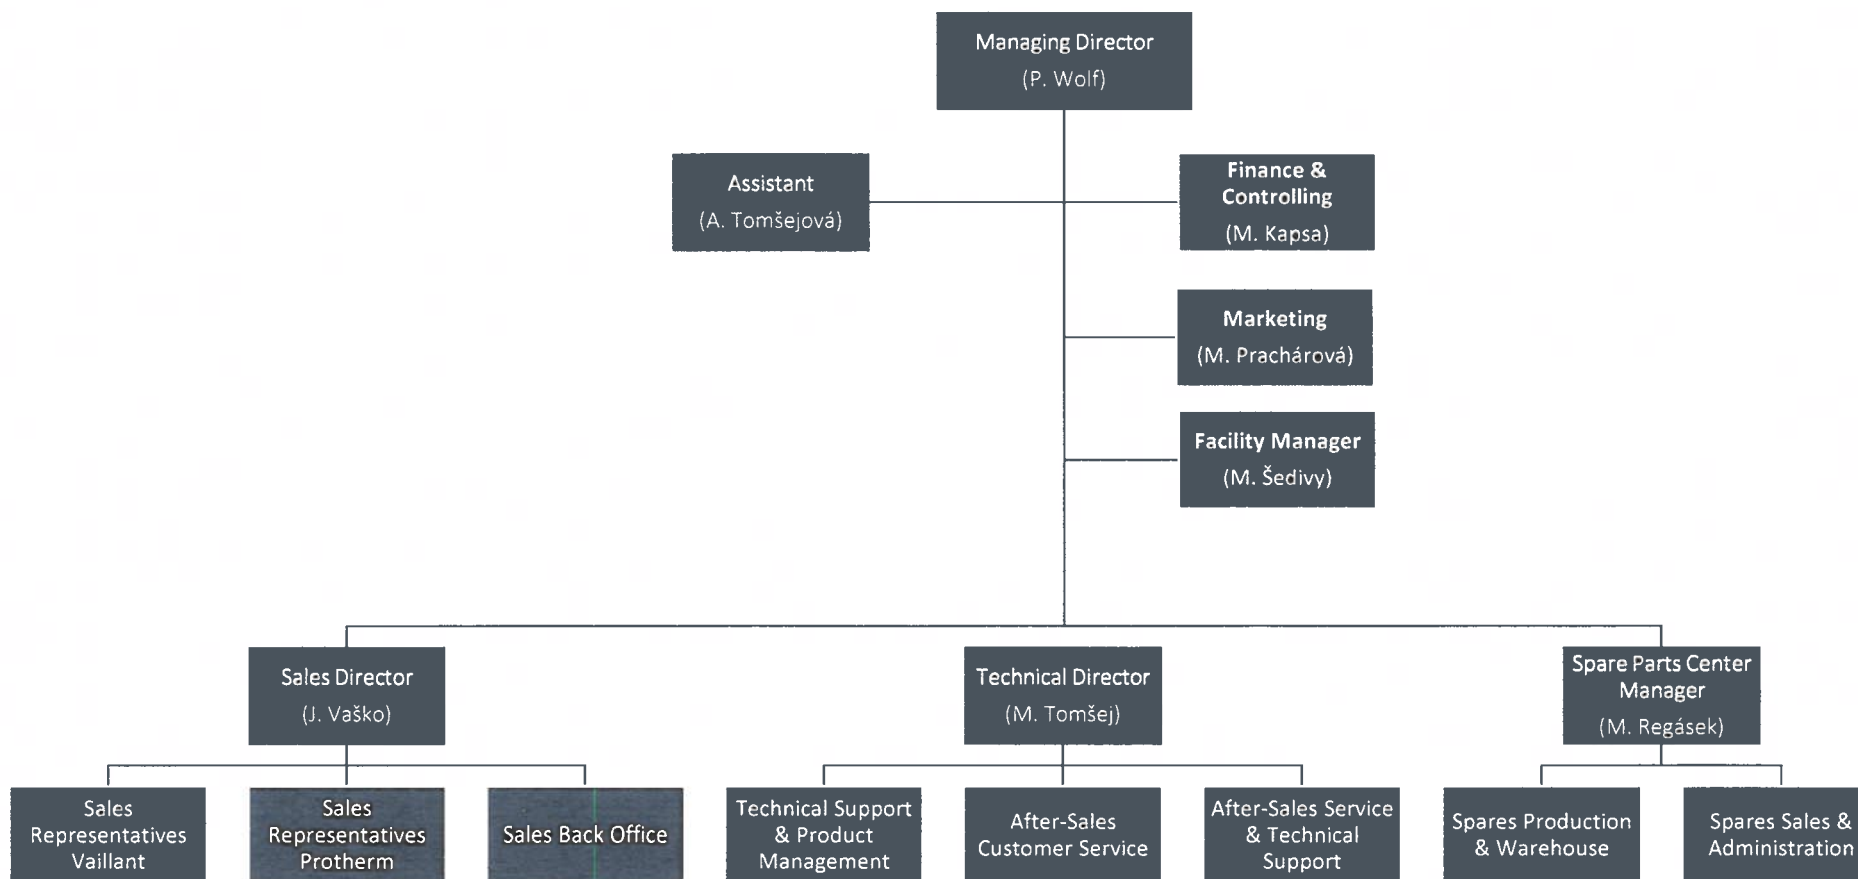 Managing Director
(P. Wolf)
Assistant
(A. Tomšejová)
Finance &
Controlling
(M. Kapsa)
Marketing
(M. Prachárová)
Facility Manager
(M. Šedivy)
Sales Director
(J. Vaško)
Technical Director
(M. Tomšej)
Spare Parts Center
Manager
(M. Regásek)
Sales
Representatives
Vaillant
Sales
Representatives
Protherm
Sales Back Office
Technical Support
& Product
Management
After-Sales
Customer Service
After-Sales Service
& Technical
Support
Spares Production
& Warehouse
Spares Sales &
Administration